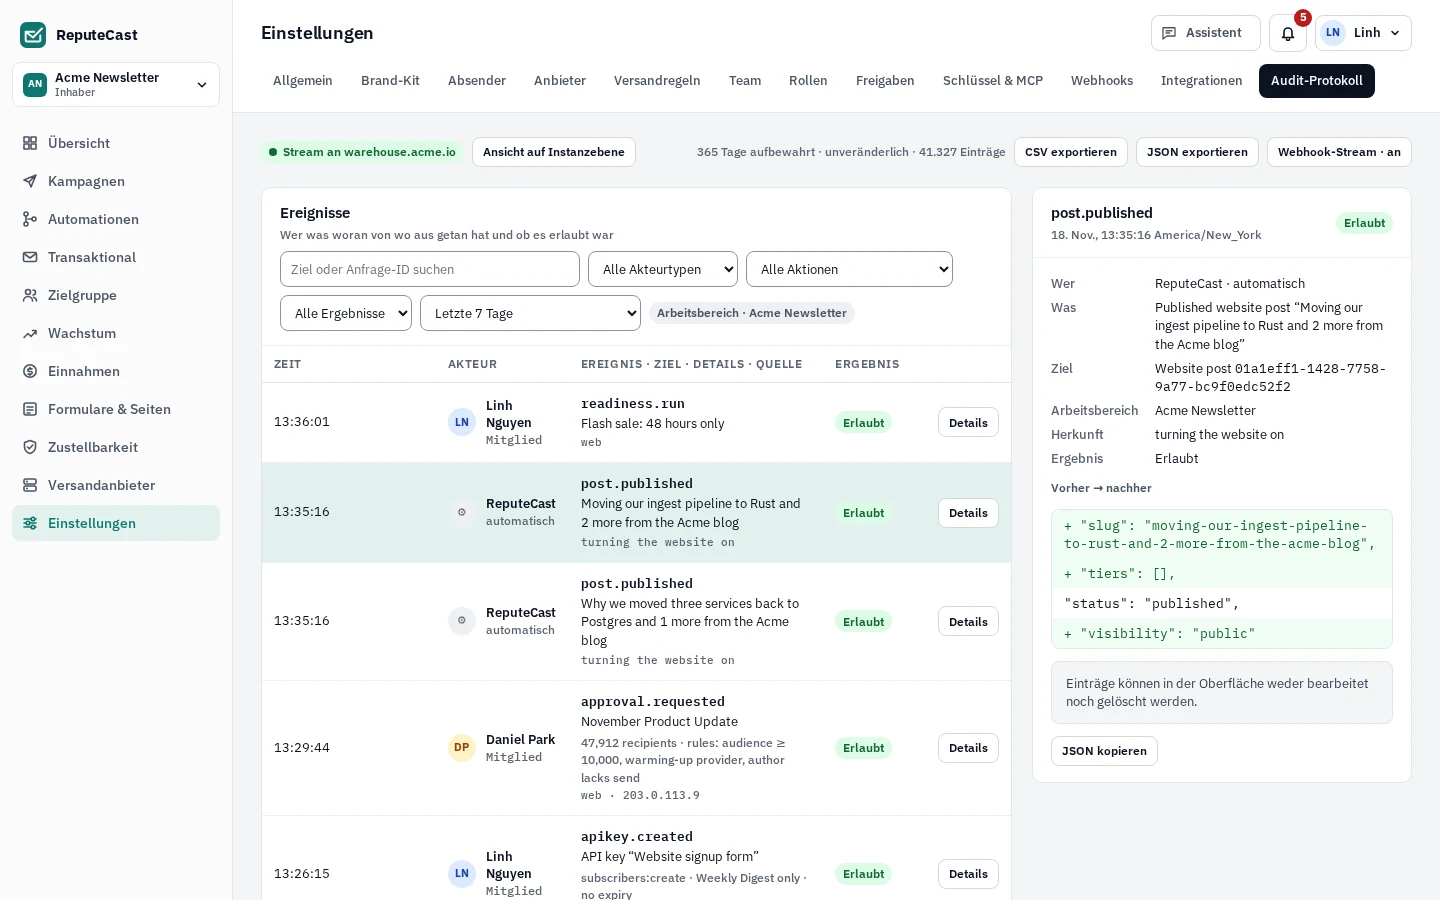 ReputeCast
AN
Acme Newsletter
Inhaber
Übersicht
Kampagnen
Automationen
Transaktional
Zielgruppe
Wachstum
Einnahmen
Formulare & Seiten
Zustellbarkeit
Versandanbieter
Einstellungen
Einstellungen
Assistent
5
LN
Linh
Allgemein
Brand-Kit
Absender
Anbieter
Versandregeln
Team
Rollen
Freigaben
Schlüssel & MCP
Webhooks
Integrationen
Audit-Protokoll
Stream an warehouse.acme.io
Ansicht auf Instanzebene
365 Tage aufbewahrt · unveränderlich · 41.327 Einträge
CSV exportieren
JSON exportieren
Webhook-Stream · an
Ereignisse
Wer was woran von wo aus getan hat und ob es erlaubt war
Ziel oder Anfrage-ID suchen
Alle Akteurtypen
Alle Aktionen
Alle Ergebnisse
Letzte 7 Tage
Arbeitsbereich · Acme Newsletter
ZEIT
AKTEUR
EREIGNIS · ZIEL · DETAILS · QUELLE
ERGEBNIS
13:36:01
LN
Linh
Nguyen
Mitglied
readiness.run
Flash sale: 48 hours only
web
Erlaubt
Details
13:35:16
ReputeCast
automatisch
post.published
Moving our ingest pipeline to Rust and
2 more from the Acme blog
turning the website on
Erlaubt
Details
13:35:16
ReputeCast
automatisch
post.published
Why we moved three services back to
Postgres and 1 more from the Acme
blog
turning the website on
Erlaubt
Details
13:29:44
DP
Daniel Park
Mitglied
approval.requested
November Product Update
47,912 recipients · rules: audience ≥
10,000, warming-up provider, author
lacks send
web · 203.0.113.9
Erlaubt
Details
13:26:15
LN
Linh
Nguyen
Mitglied
apikey.created
API key “Website signup form”
subscribers:create · Weekly Digest only ·
no expiry
Erlaubt
Details
post.published
18. Nov., 13:35:16 America/New_York
Erlaubt
Wer
ReputeCast · automatisch
Was
Published website post “Moving our
ingest pipeline to Rust and 2 more from
the Acme blog”
Ziel
Website post 01a1eff1-1428-7758-
9a77-bc9f0edc52f2
Arbeitsbereich
Acme Newsletter
Herkunft
turning the website on
Ergebnis
Erlaubt
Vorher → nachher
+ "slug": "moving-our-ingest-pipeline-
to-rust-and-2-more-from-the-acme-blog",
+ "tiers": [],
"status": "published",
+ "visibility": "public"
Einträge können in der Oberfläche weder bearbeitet
noch gelöscht werden.
JSON kopieren